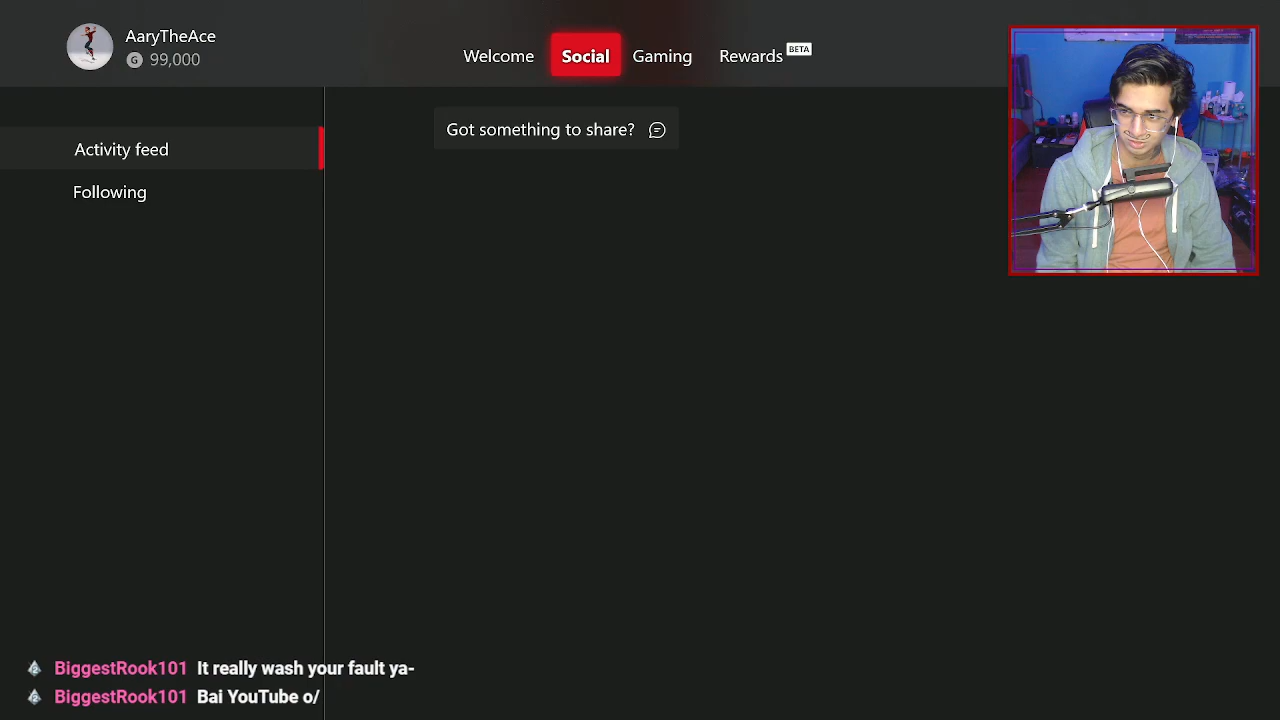 AaryTheAce
G 99,000
Welcome
Social
Gaming
Rewards
BETA
Activity feed
Following
Got something to share?
BiggestRook101 It really wash your fault ya-
BiggestRook101 Bai YouTube o/